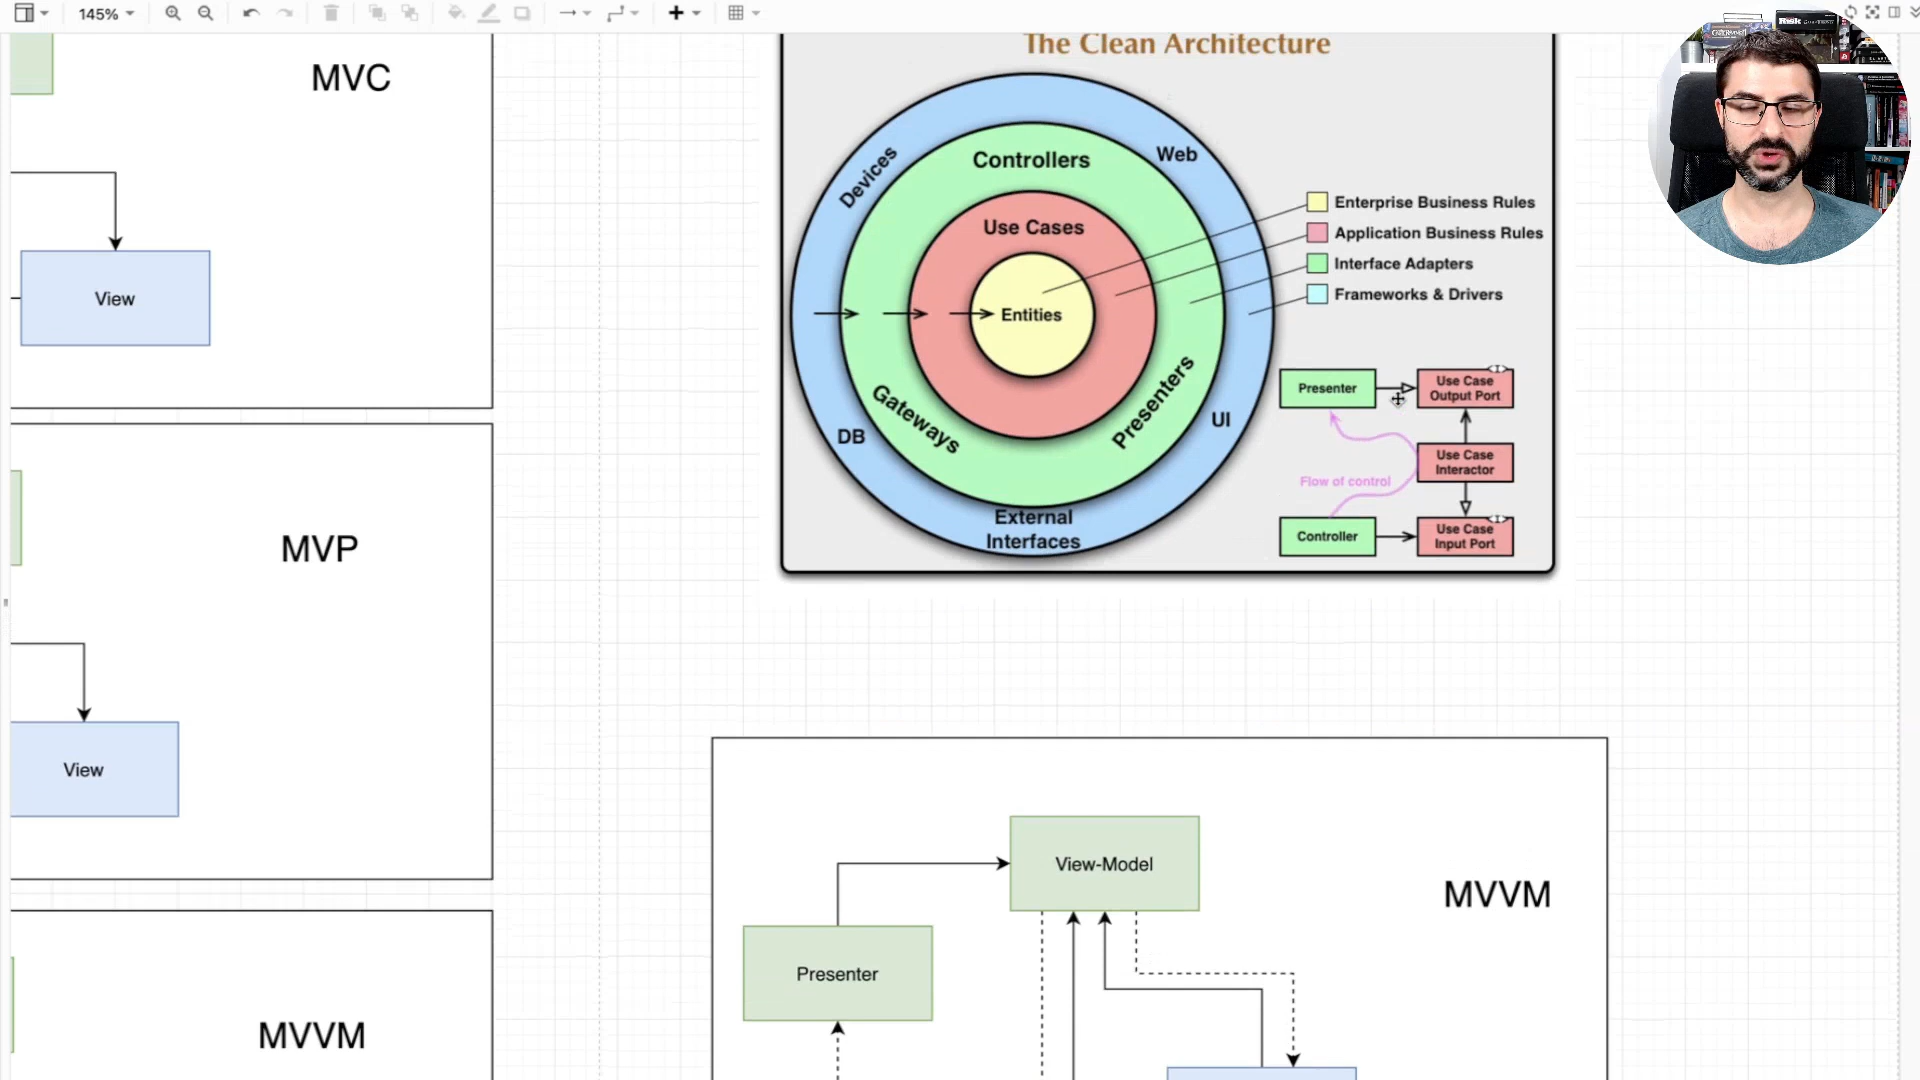 145%
MVC
View
MVP
View
MVVM
The Clean Architecture
Devices
Controllers
Web
Use Cases
Entities
Gateways
Presenters
DB
UI
External
Interfaces
Enterprise Business Rules
Application Business Rules
Interface Adapters
Frameworks & Drivers
Presenter
Use Case
Output Port
Use Case
Interactor
Flow of control
Controller
Use Case
Input Port
View-Model
MVVM
Presenter
Risk